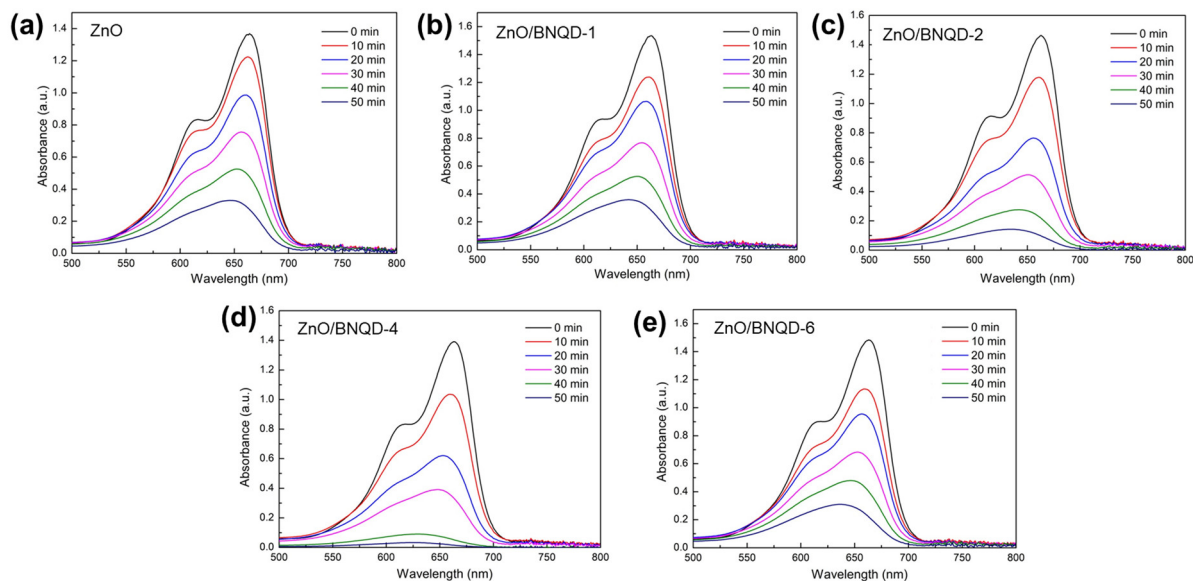 (a)
ZnO
0 min
10 min
20 min
30 min
40 min
50 min
Absorbance (a.u.)
1.4
1.2
1.0
0.8
0.6
0.4
0.2
0.0
500 550 600 650 700 750 800
Wavelength (nm)
(b)
ZnO/BNQD-1
0 min
10 min
20 min
30 min
40 min
50 min
Absorbance (a.u.)
1.6
1.4
1.2
1.0
0.8
0.6
0.4
0.2
0.0
500 550 600 650 700 750 800
Wavelength (nm)
(c)
ZnO/BNQD-2
0 min
10 min
20 min
30 min
40 min
50 min
Absorbance (a.u.)
1.6
1.4
1.2
1.0
0.8
0.6
0.4
0.2
0.0
500 550 600 650 700 750 800
Wavelength (nm)
(d)
ZnO/BNQD-4
0 min
10 min
20 min
30 min
40 min
50 min
Absorbance (a.u.)
1.6
1.4
1.2
1.0
0.8
0.6
0.4
0.2
0.0
500 550 600 650 700 750 800
Wavelength (nm)
(e)
ZnO/BNQD-6
0 min
10 min
20 min
30 min
40 min
50 min
Absorbance (a.u.)
1.6
1.4
1.2
1.0
0.8
0.6
0.4
0.2
0.0
500 550 600 650 700 750 800
Wavelength (nm)